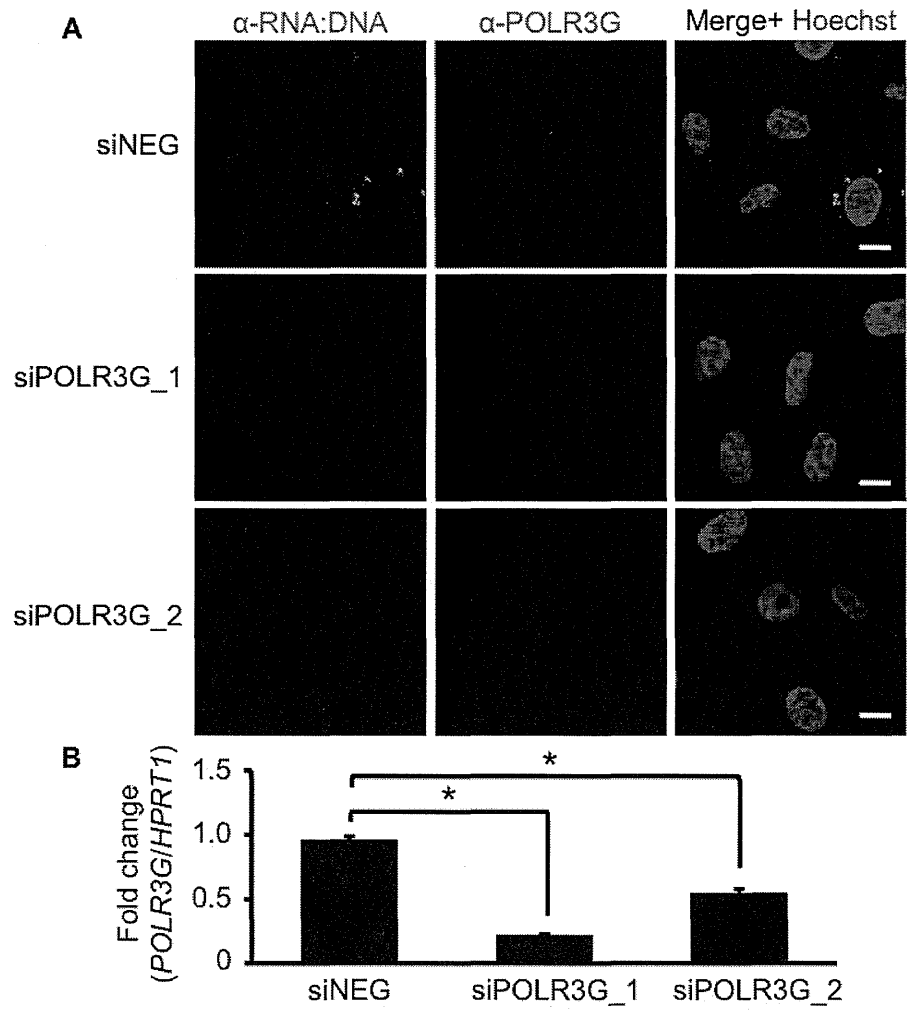 A
α-RNA:DNA
α-POLR3G
Merge+ Hoechst
siNEG
siPOLR3G_1
siPOLR3G_2
B
Fold change
(POLR3G/HPRT1)
1.5
1.0
0.5
0
*
*
siNEG
siPOLR3G_1
siPOLR3G_2